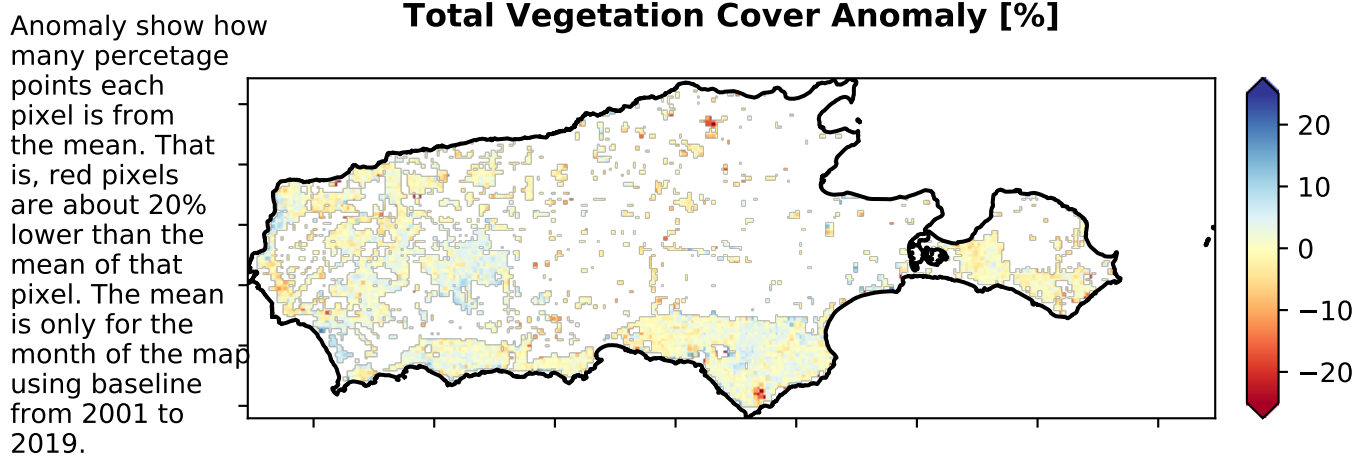 Total Vegetation Cover Anomaly [%]
Anomaly show how
many percetage
points each
pixel is from
the mean. That
is, red pixels
are about 20%
lower than the
mean of that
pixel. The mean
is only for the
month of the map
using baseline
from 2001 to
2019.
20
10
0
−10
−20